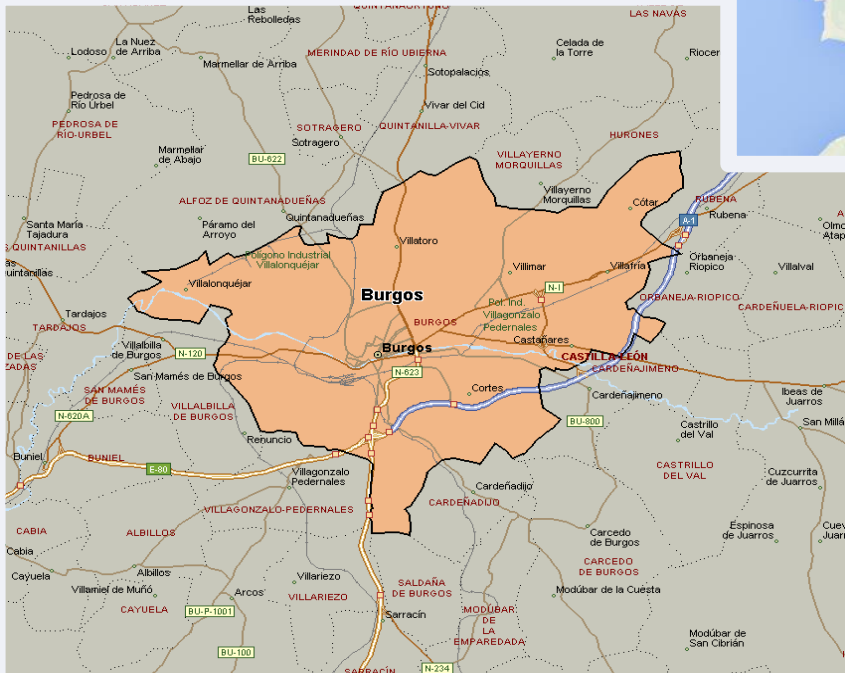 QUINTANAORTUÑO
Las
Rebolledas
LAS NAVAS
La Nuez
de Arriba
Lodoso
MERINDAD DE RÍO UBIERNA
Celada de
la Torre
Marmellar de Arriba
Sotopalacios
Pedrosa de
Río Urbel
Vivar del Cid
PEDROSA DE
RÍO-URBEL
SOTRAGERO
QUINTANILLA-VIVAR
Sotragero
HURONES
Marmellar
de Abajo
BU-622
VILLAYERNO
MORQUILLAS
Villayerno
Morquillas
ALFOZ DE QUINTANADUEÑAS
Cótar
RUBENA
Rubena
Santa María
Tajadura
Páramo del
Arroyo
Quintanadueñas
A-1
QUINTANILLAS
Villatoro
Polígono Industrial
Villalonquéjar
Orbaneja
Riopico
Villalval
Villalonquéjar
Villimar
Villafría
N-I
Burgos
Pol. Ind.
Villagonzalo
Pedernales
ORBANEJA-RIOPICO
CARDEÑUELA-RIOPIC
Tardajos
TARDAJOS
BURGOS
Villalbilla
de Burgos
N-120
Burgos
Castañares
CASTILLA-LEÓN
DE LAS
CARDEÑAJIMENO
San Mamés de Burgos
N-623
SAN MAMÉS
DE BURGOS
Cortes
Cardeñajimeno
Ibeas de
Juarros
VILLALBILLA
DE BURGOS
N-620A
BU-800
Castrillo
del Val
San Millá
Renuncio
Buniel
BUNIEL
E-80
CASTRILLO
DEL VAL
Villagonzalo
Pedernales
Cuzcurrita
de Juarros
Cardeñadijo
CARDEÑADIJO
VILLAGONZALO-PEDERNALES
CABIA
ALBILLOS
Carcedo
de Burgos
Espinosa
de Juarros
Cabia
CARCEDO
DE BURGOS
Cayuela
Albillos
Villariezo
Villamiel de Muñó
Arcos
VILLARIEZO
SALDAÑA
DE BURGOS
Modúbar de la Cuesta
CAYUELA
BU-P-1001
Sarracín
MODÚBAR
DE
LA
EMPAREDADA
Modúbar de
San Cibrián
BU-100
SARRACÍN
N-234